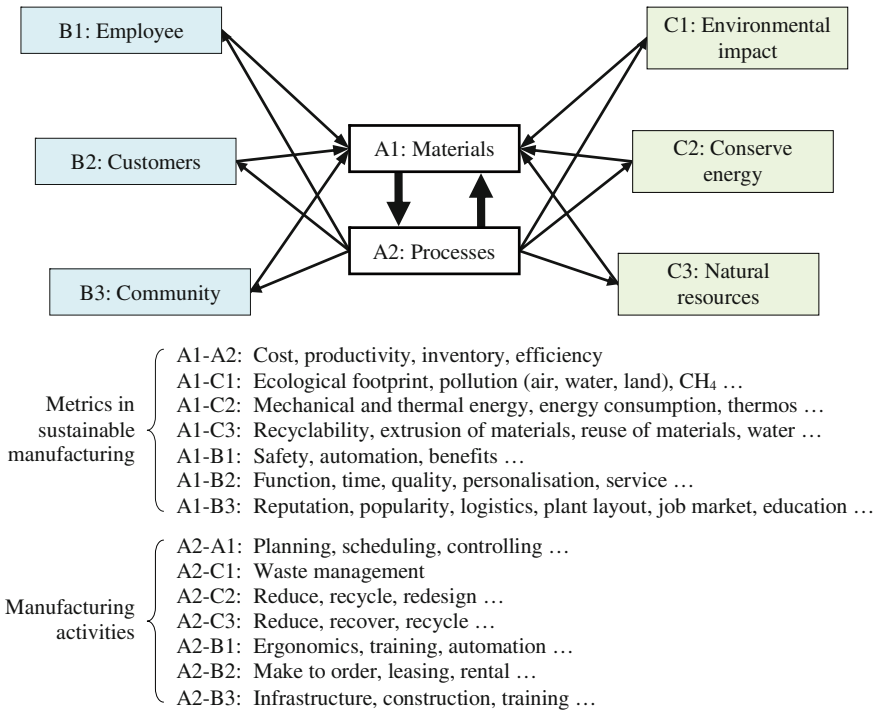 B1: Employee
C1: Environmental
impact
B2: Customers
A1: Materials
C2: Conserve
energy
A2: Processes
B3: Community
C3: Natural
resources
Metrics in
sustainable
manufacturing
A1-A2: Cost, productivity, inventory, efficiency
A1-C1: Ecological footprint, pollution (air, water, land), CH₄ …
A1-C2: Mechanical and thermal energy, energy consumption, thermos …
A1-C3: Recyclability, extrusion of materials, reuse of materials, water …
A1-B1: Safety, automation, benefits …
A1-B2: Function, time, quality, personalisation, service …
A1-B3: Reputation, popularity, logistics, plant layout, job market, education …
Manufacturing
activities
A2-A1: Planning, scheduling, controlling …
A2-C1: Waste management
A2-C2: Reduce, recycle, redesign …
A2-C3: Reduce, recover, recycle …
A2-B1: Ergonomics, training, automation …
A2-B2: Make to order, leasing, rental …
A2-B3: Infrastructure, construction, training …